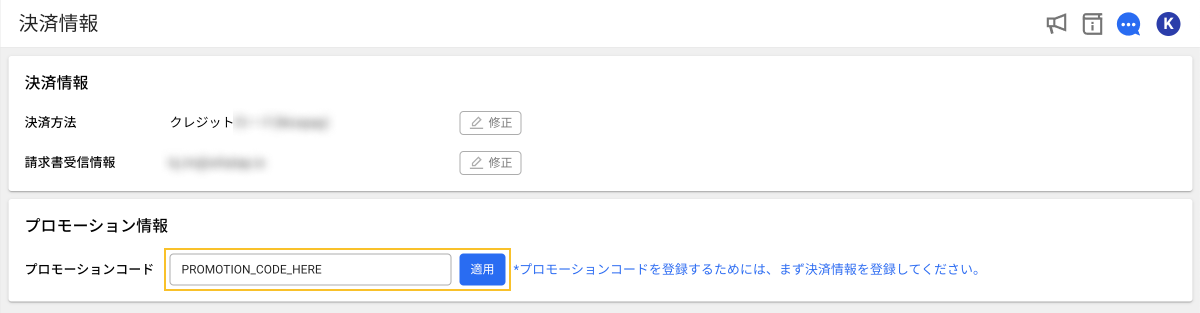 決済情報
K
決済情報
決済方法 クレジット 修正
請求書受信情報 修正
プロモーション情報
プロモーションコード PROMOTION_CODE_HERE 適用 *プロモーションコードを登録するためには、まず決済情報を登録してください。